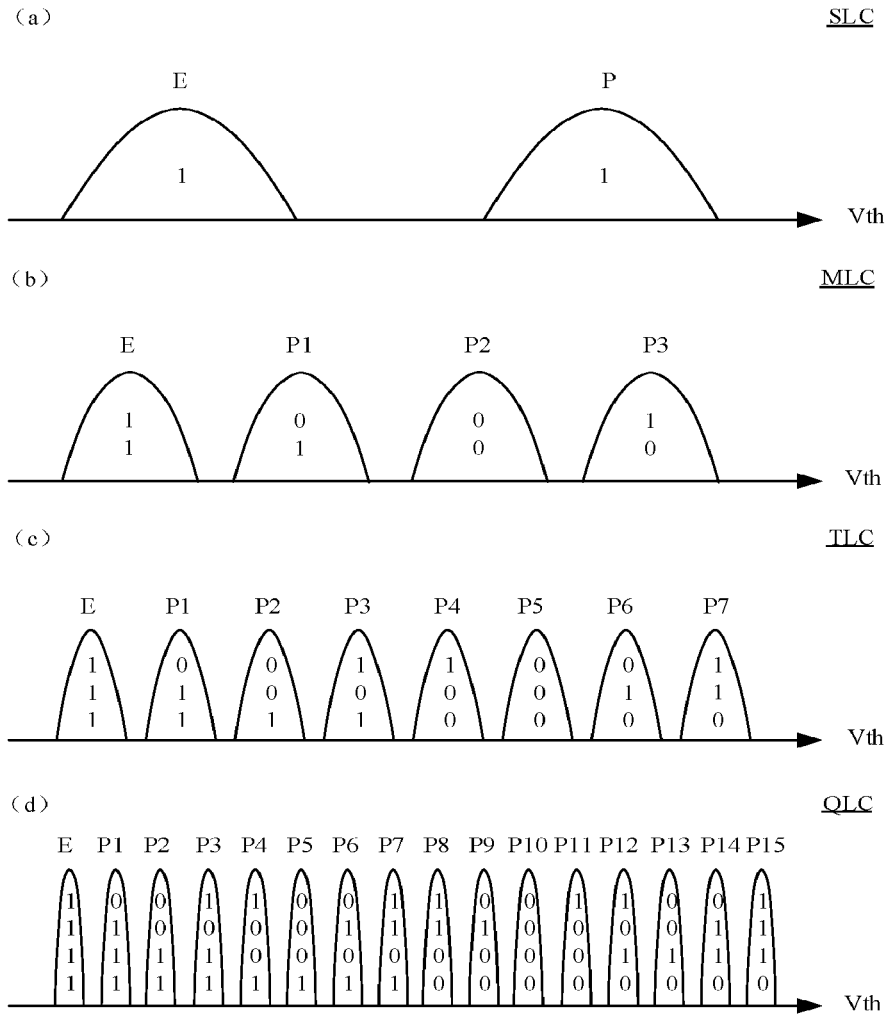 （a） SLC
E P
1 1
Vth
（b） MLC
E P1 P2 P3
1 0 0 1
1 1 0 0
Vth
（c） TLC
E P1 P2 P3 P4 P5 P6 P7
1 0 0 1 1 0 0 1
1 1 0 0 0 0 1 1
1 1 1 1 0 0 0 0
Vth
（d） QLC
E P1 P2 P3 P4 P5 P6 P7 P8 P9 P10 P11 P12 P13 P14 P15
1 0 0 1 1 0 0 1 1 0 0 1 1 0 0 1
1 1 0 0 0 0 1 1 1 1 0 0 0 0 1 1
1 1 1 1 0 0 0 0 0 0 0 0 1 1 1 1
1 1 1 1 1 1 1 1 0 0 0 0 0 0 0 0
Vth